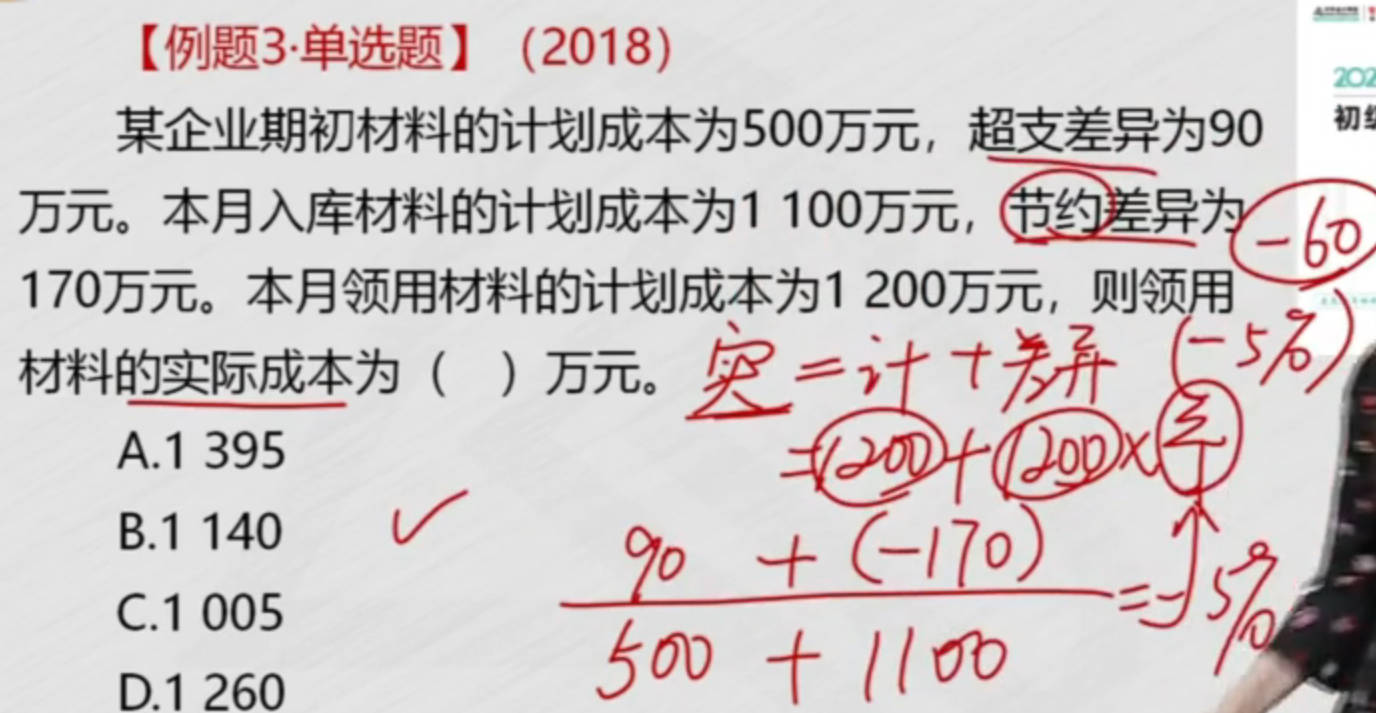 【例题3·单选题】（2018）
202
初级
某企业期初材料的计划成本为500万元，超支差异为90
万元。本月入库材料的计划成本为1 100万元，节约差异为
-60
170万元。本月领用材料的计划成本为1 200万元，则领用
材料的实际成本为（ ）万元。
实=计+差异 (-5%)
=1200+1200×差
A.1 395
B.1 140
C.1 005
D.1 260
90 + (-170)
500 + 1100
=-5%